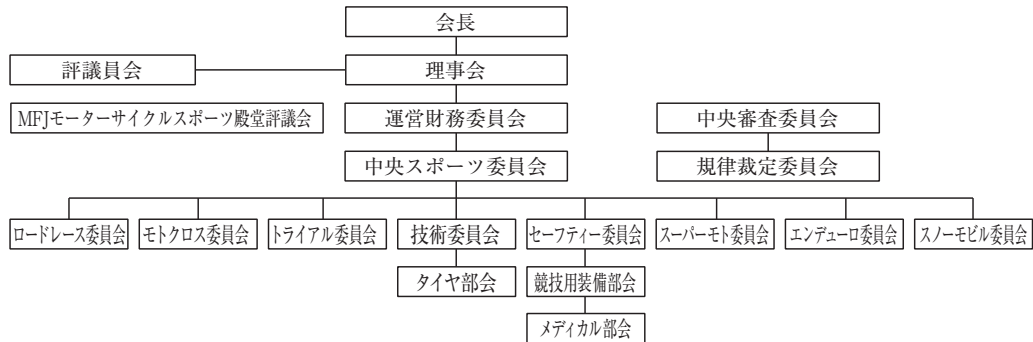 会長
評議員会
理事会
MFJモーターサイクルスポーツ殿堂評議会
運営財務委員会
中央審査委員会
中央スポーツ委員会
規律裁定委員会
ロードレース委員会
モトクロス委員会
トライアル委員会
技術委員会
セーフティー委員会
スーパーモト委員会
エンデューロ委員会
スノーモビル委員会
タイヤ部会
競技用装備部会
メディカル部会